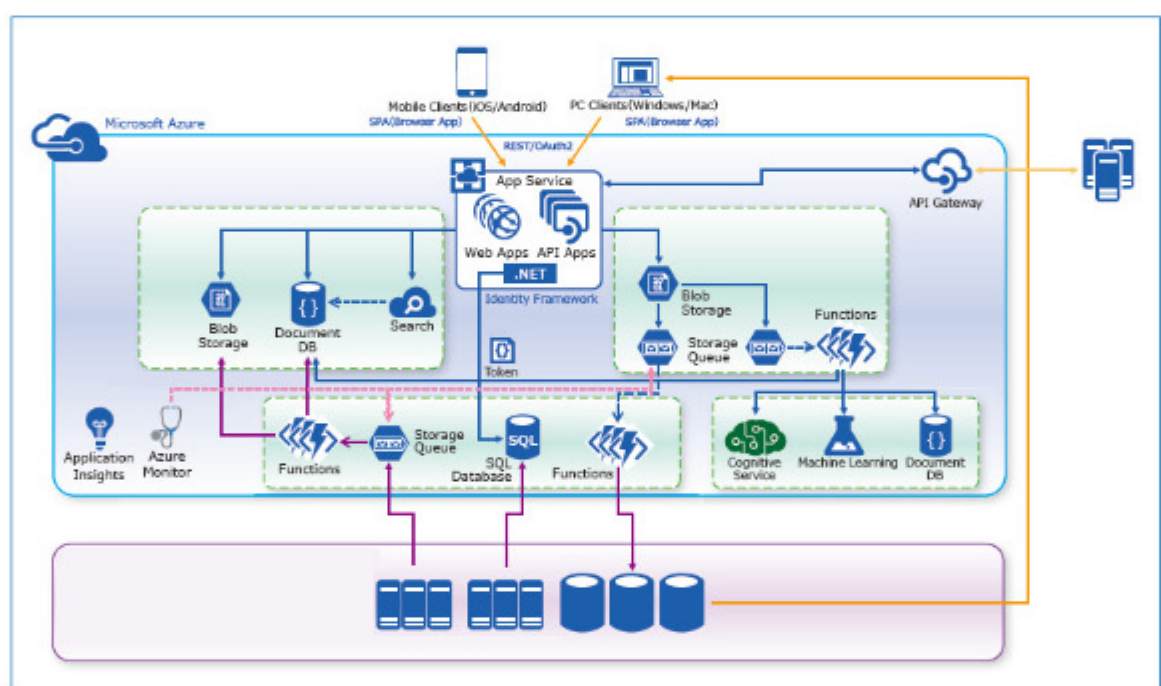 Mobile Clients(iOS/Android)
SPA(Browser App)
PC Clients(Windows/Mac)
SPA(Browser App)
Microsoft Azure
REST/OAuth2
App Service
API Gateway
Web Apps
API Apps
.NET
Identity Framework
Blob
Storage
Document
DB
Search
Blob
Storage
Functions
Storage
Queue
Token
Application
Insights
Azure
Monitor
Functions
Storage
Queue
SQL
SQL
Database
Functions
Cognitive
Service
Machine Learning
Document
DB